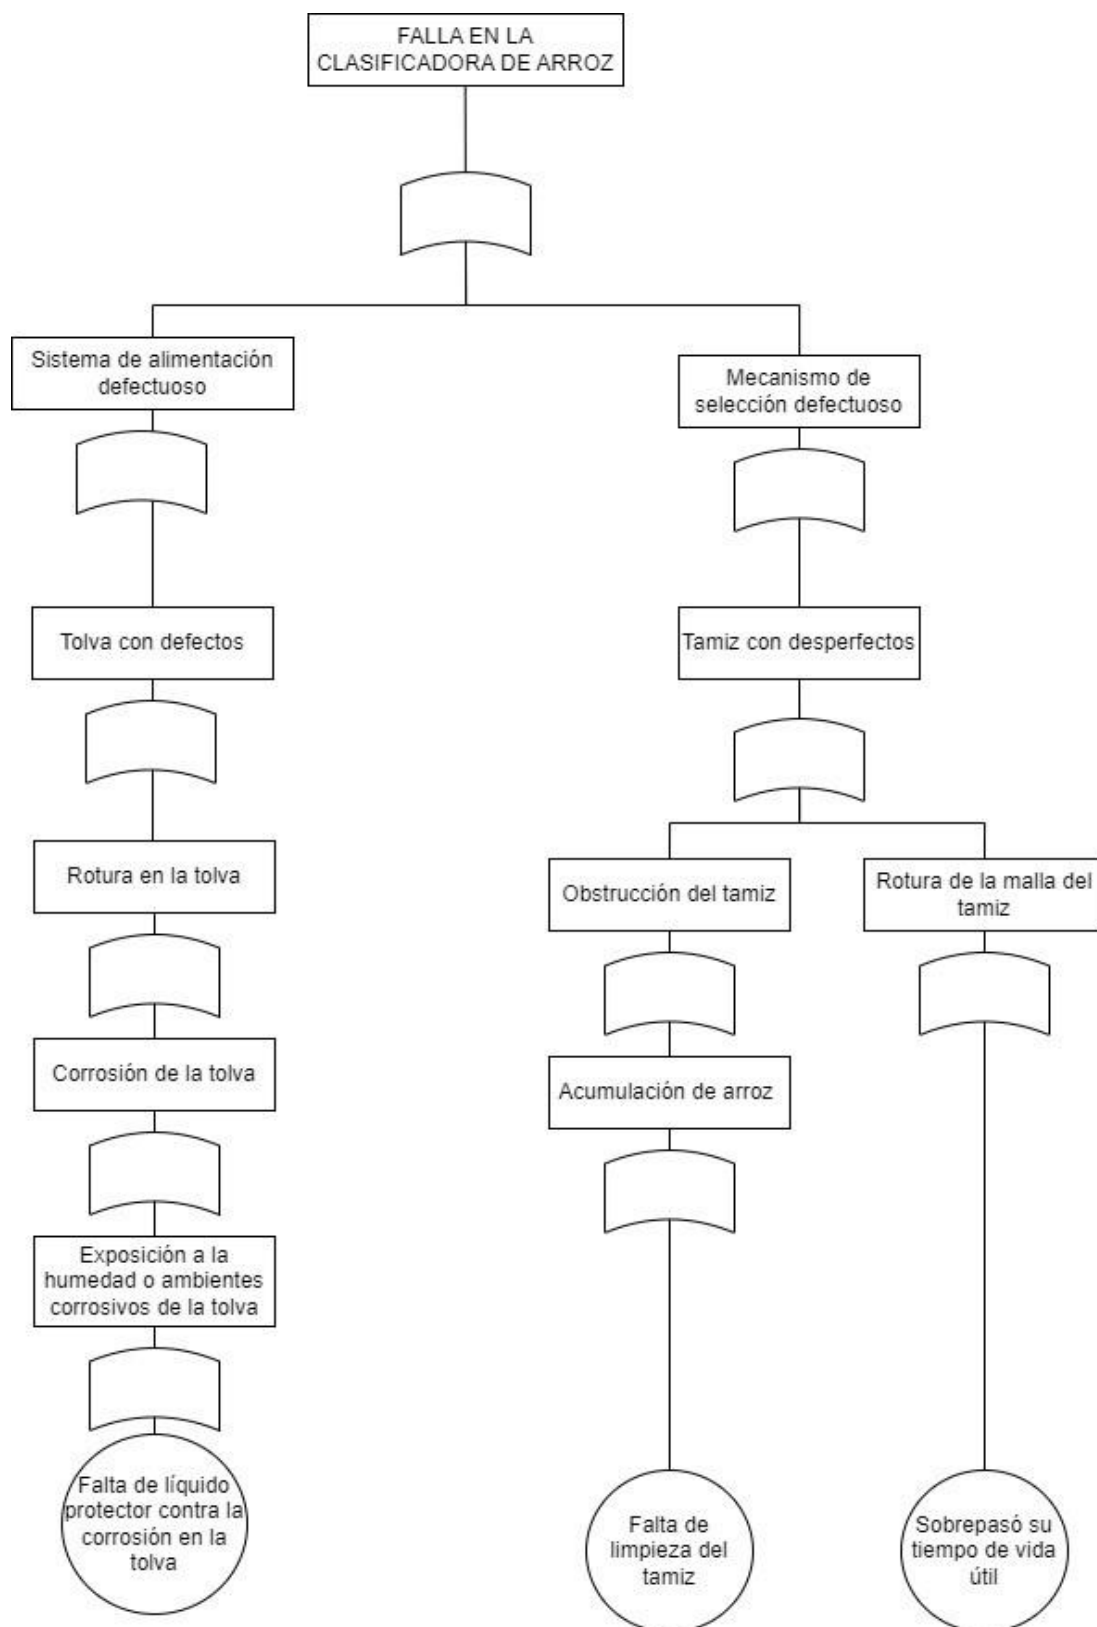 FALLA EN LA
CLASIFICADORA DE ARROZ
Sistema de alimentación
defectuoso
Mecanismo de
selección defectuoso
Tolva con defectos
Tamiz con desperfectos
Rotura en la tolva
Obstrucción del tamiz
Rotura de la malla del
tamiz
Corrosión de la tolva
Acumulación de arroz
Exposición a la
humedad o ambientes
corrosivos de la tolva
Falta de líquido
protector contra la
corrosión en la
tolva
Falta de
limpieza del
tamiz
Sobrepasó su
tiempo de vida
útil